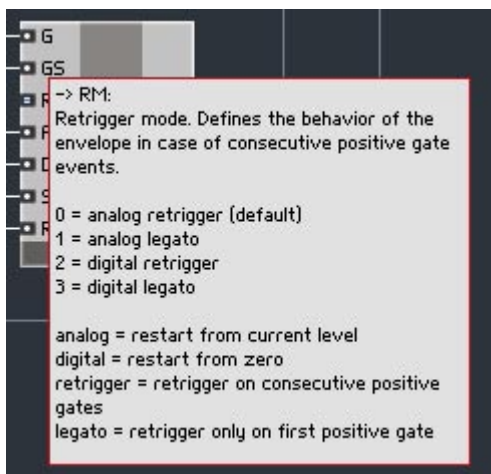 G
GS
R
-> RM:
Retrigger mode. Defines the behavior of the
envelope in case of consecutive positive gate
events.
D
S
R
0 = analog retrigger (default)
1 = analog legato
2 = digital retrigger
3 = digital legato
analog = restart from current level
digital = restart from zero
retrigger = retrigger on consecutive positive
gates
legato = retrigger only on first positive gate